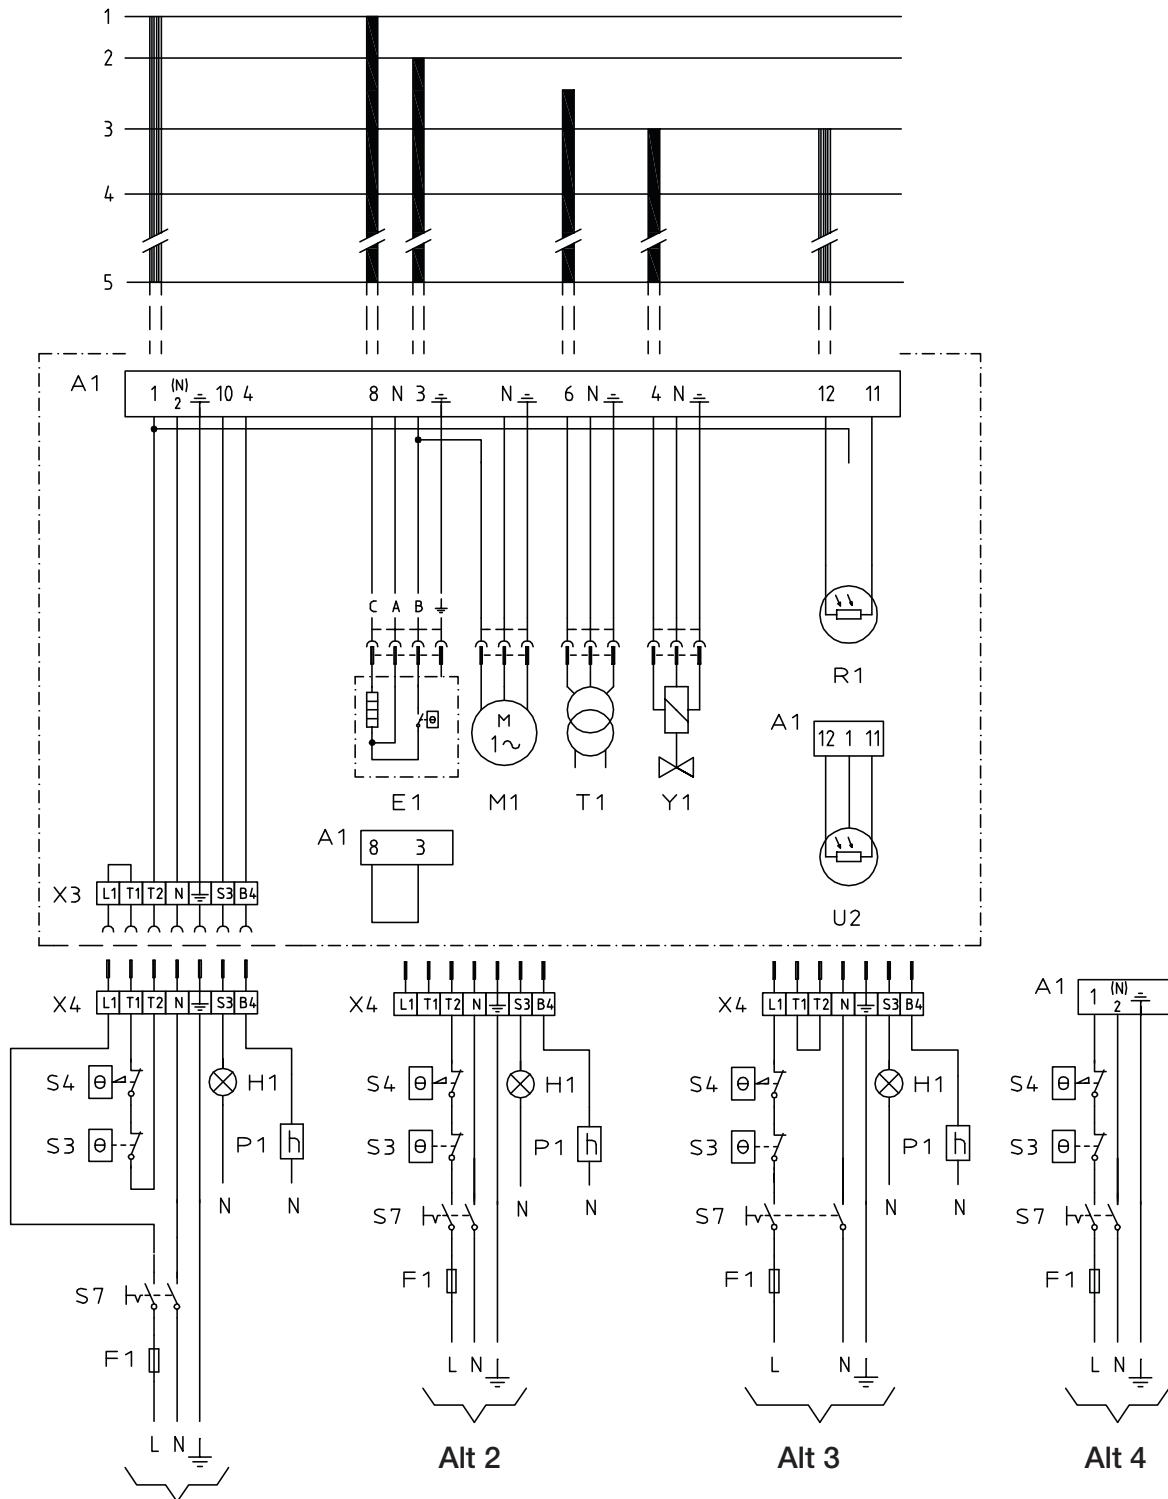 1
2
3
4
5
A1 1 (N) 2 10 4 8 N 3 N 6 N 4 N 12 11
C A B
R1
M 1~
A1
12 1 11
E1 M1 T1 Y1
A1
8 3
X3 L1 T1 T2 N S3 B4
U2
X4 L1 T1 T2 N S3 B4
X4 L1 T1 T2 N S3 B4
X4 L1 T1 T2 N S3 B4
A1 1 (N) 2
S4 θ H1
S4 θ H1
S4 θ H1
S4 θ
S3 θ P1 h
S3 θ P1 h
S3 θ P1 h
S3 θ
N N
N N
N N
S7
S7
S7
F1
F1
F1
S7
F1
L N
L N
L N
L N
Alt 2
Alt 3
Alt 4